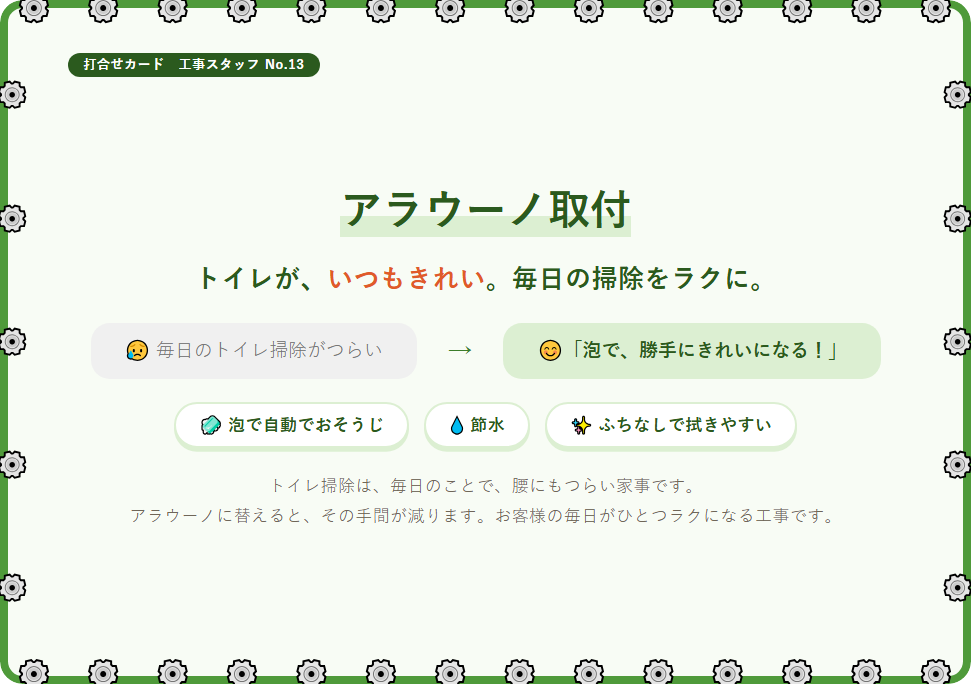 打合せカード　工事スタッフ No.13
アラウーノ取付
トイレが、いつもきれい。毎日の掃除をラクに。
😥 毎日のトイレ掃除がつらい → 😊「泡で、勝手にきれいになる！」
🧼 泡で自動でおそうじ 💧 節水 ✨ ふちなしで拭きやすい
トイレ掃除は、毎日のことで、腰にもつらい家事です。
アラウーノに替えると、その手間が減ります。お客様の毎日がひとつラクになる工事です。